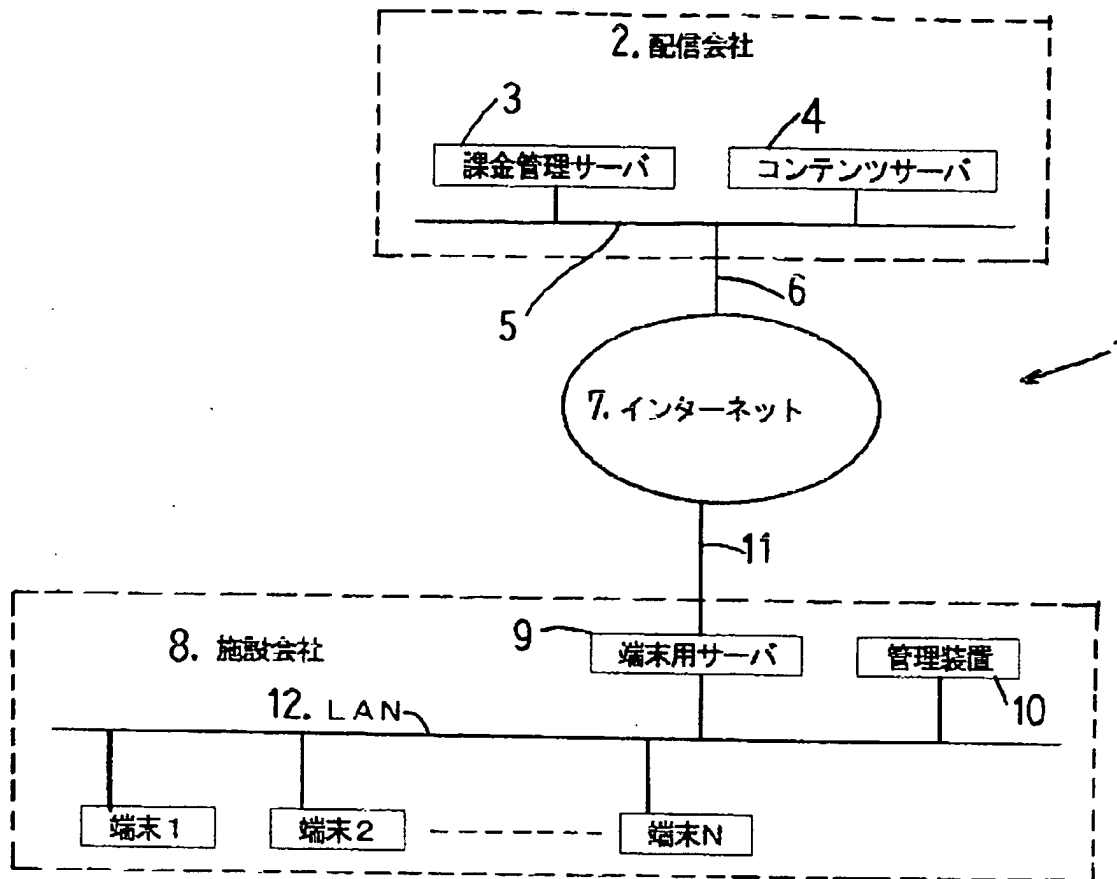 2. 配信会社
3
4
課金管理サーバ
コンテンツサーバ
5
6
7. インターネット
11
8. 施設会社
9
端末用サーバ
管理装置
10
12. LAN
端末1
端末2
端末N